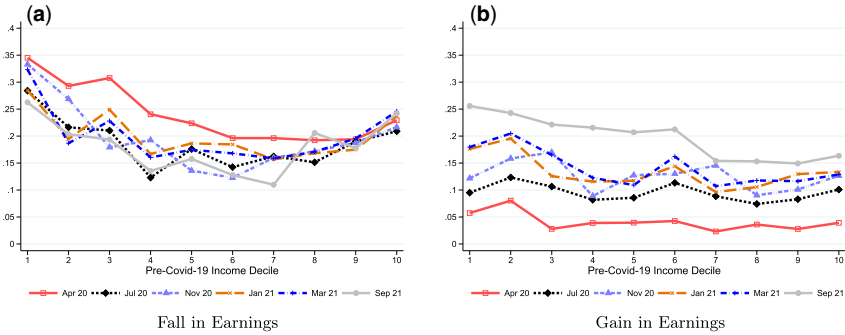 (a)
.4
.35
.3
.25
.2
.15
.1
.05
0
1 2 3 4 5 6 7 8 9 10
Pre-Covid-19 Income Decile
Apr 20 Jul 20 Nov 20 Jan 21 Mar 21 Sep 21
Fall in Earnings
(b)
.4
.35
.3
.25
.2
.15
.1
.05
0
1 2 3 4 5 6 7 8 9 10
Pre-Covid-19 Income Decile
Apr 20 Jul 20 Nov 20 Jan 21 Mar 21 Sep 21
Gain in Earnings